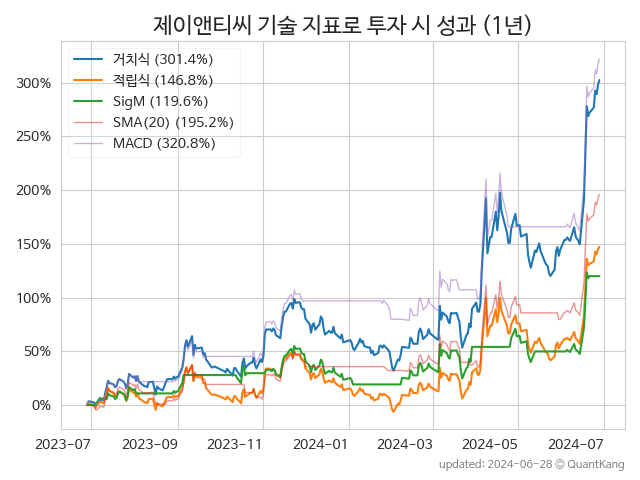 제이앤티씨 기술 지표로 투자 시 성과 (1년)
거치식 (301.4%)
적립식 (146.8%)
SigM (119.6%)
SMA(20) (195.2%)
MACD (320.8%)
300%
250%
200%
150%
100%
50%
0%
2023-07 2023-09 2023-11 2024-01 2024-03 2024-05 2024-07
updated: 2024-06-28 © QuantKang